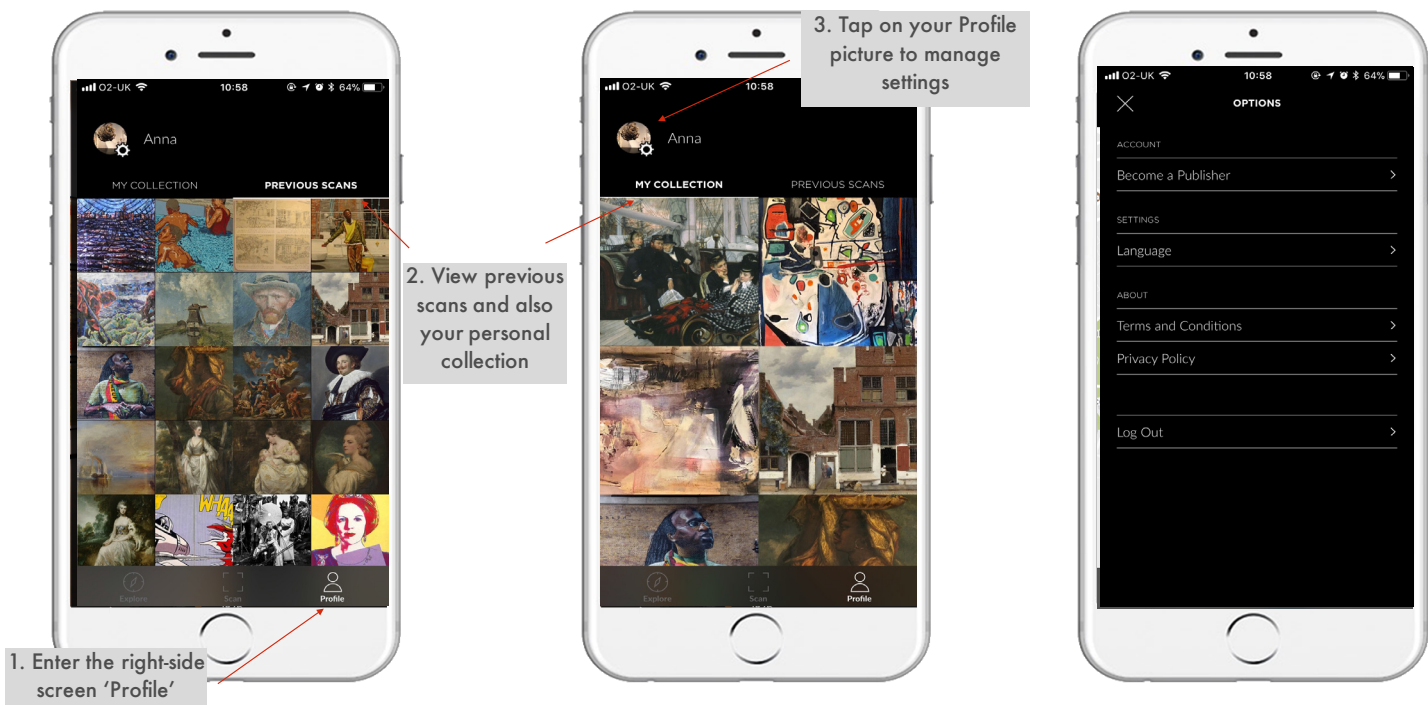 O2-UK
10:58
64%
Anna
MY COLLECTION
PREVIOUS SCANS
WHAA
Explore
Scan
Profile
1. Enter the right-side
screen ‘Profile’
2. View previous
scans and also
your personal
collection
O2-UK
10:58
Anna
MY COLLECTION
PREVIOUS SCANS
Explore
Scan
Profile
3. Tap on your Profile
picture to manage
settings
O2-UK
10:58
64%
OPTIONS
ACCOUNT
Become a Publisher
SETTINGS
Language
ABOUT
Terms and Conditions
Privacy Policy
Log Out